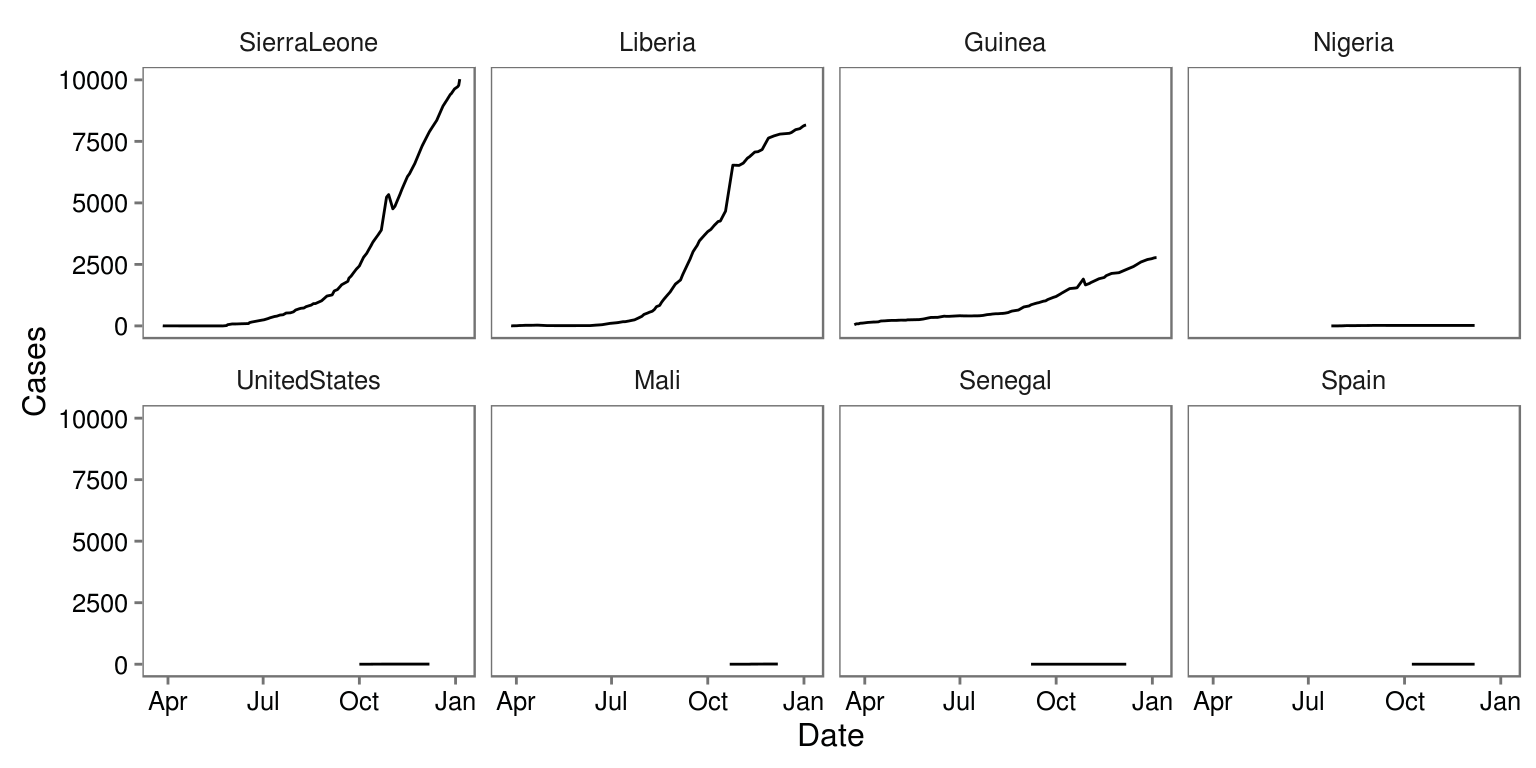 SierraLeone Liberia Guinea Nigeria
10000
7500
5000
2500
0
Cases
UnitedStates Mali Senegal Spain
10000
7500
5000
2500
0
Apr Jul Oct Jan Apr Jul Oct Jan Apr Jul Oct Jan Apr Jul Oct Jan
Date